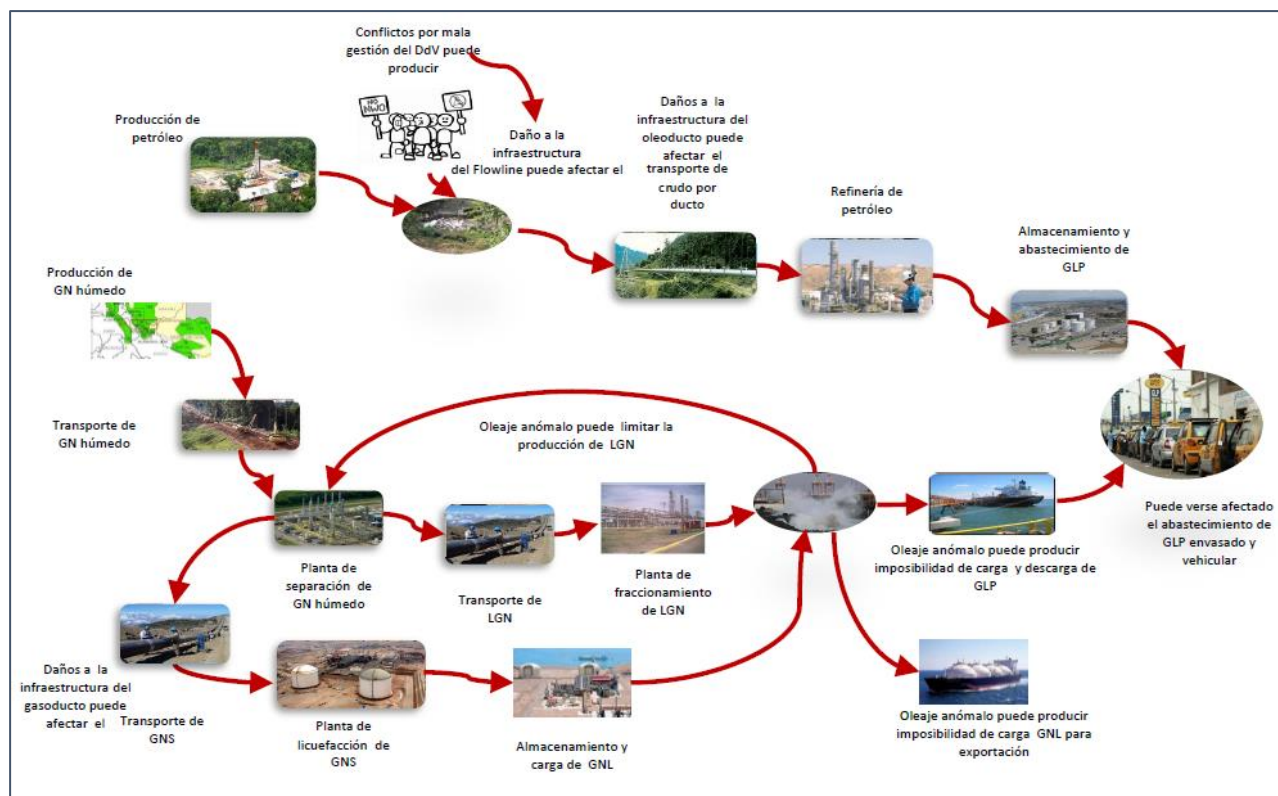 Conflictos por mala
gestión del DdV puede
producir
NO
NWO
Producción de
petróleo
Daño a la
infraestructura
del Flowline puede afectar el
Daños a la
infraestructura del
oleoducto puede
afectar el
transporte de
crudo por
ducto
Refinería de
petróleo
Almacenamiento y
abastecimiento de
GLP
Producción de
GN húmedo
Transporte de
GN húmedo
Oleaje anómalo puede limitar la
producción de LGN
Puede verse afectado
el abastecimiento de
GLP envasado y
vehicular
Planta de
separación de
GN húmedo
Transporte de
LGN
Planta de
fraccionamiento
de LGN
Oleaje anómalo puede producir
imposibilidad de carga y descarga de
GLP
Daños a la
infraestructura del
gasoducto puede
afectar el
Transporte de
GNS
Planta de
licuefacción de
GNS
Almacenamiento y
carga de GNL
Oleaje anómalo puede producir
imposibilidad de carga GNL para
exportación